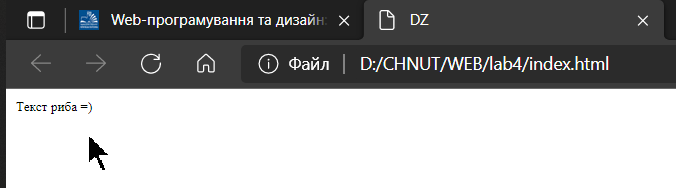 Web-програмування та дизайн:
DZ
Файл
D:/CHNUT/WEB/lab4/index.html
Текст риба =)